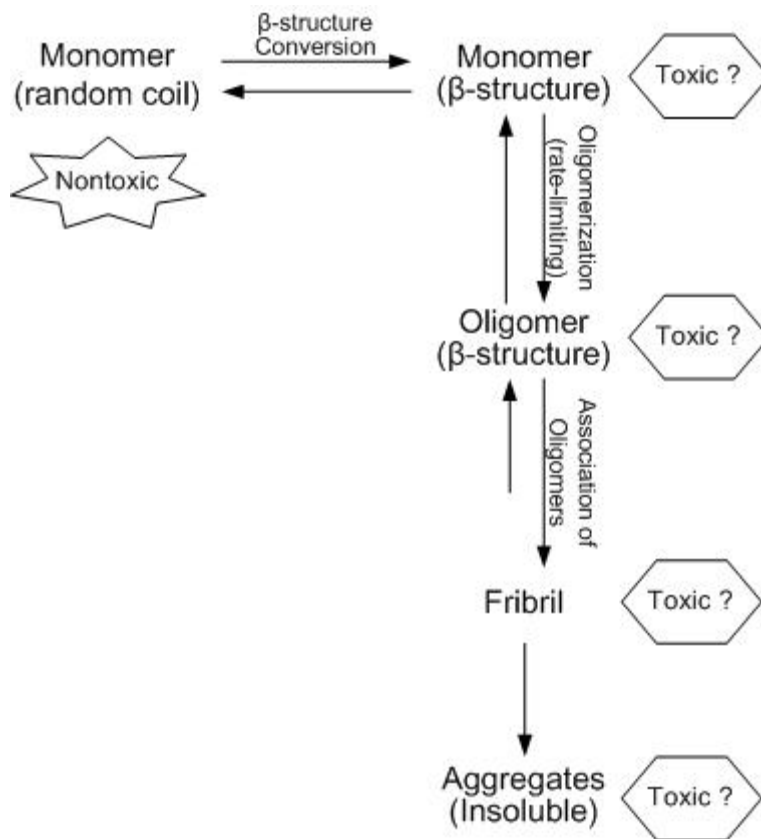 β-structure
Conversion
Monomer
(random coil)
Monomer
(β-structure)
Toxic ?
Nontoxic
Oligomerization
(rate-limiting)
Oligomer
(β-structure)
Toxic ?
Association of
Oligomers
Fribril
Toxic ?
Aggregates
(Insoluble)
Toxic ?